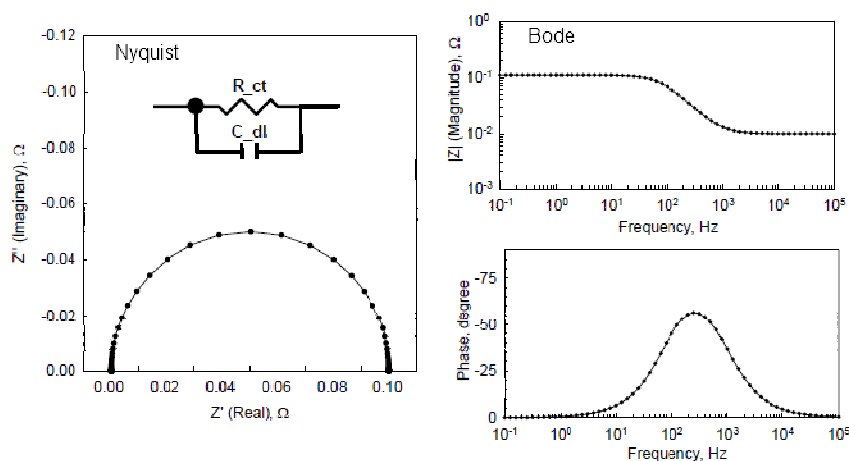 Nyquist
R_ct
C_dl
-0.12
-0.10
-0.08
-0.06
-0.04
-0.02
0.00
Z'' (Imaginary), Ω
0.00 0.02 0.04 0.06 0.08 0.10
Z' (Real), Ω
Bode
10⁰
10⁻¹
10⁻²
10⁻³
|Z| (Magnitude), Ω
10⁻¹ 10⁰ 10¹ 10² 10³ 10⁴ 10⁵
Frequency, Hz
-75
-50
-25
0
Phase, degree
10⁻¹ 10⁰ 10¹ 10² 10³ 10⁴ 10⁵
Frequency, Hz